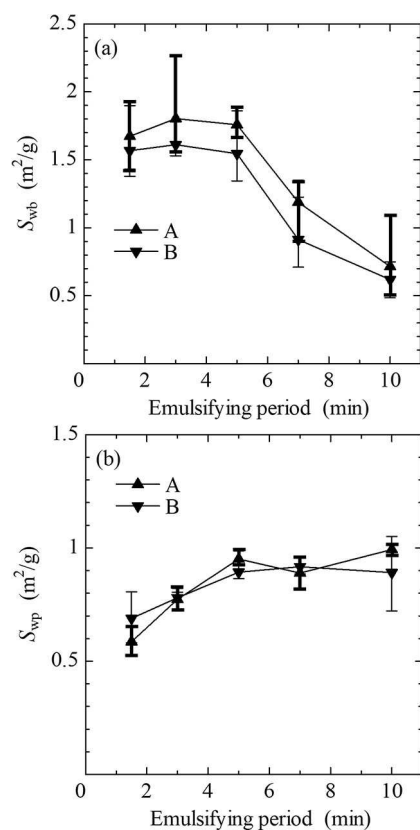 (a)
2.5
2
1.5
1
0.5
S_wb (m²/g)
A
B
0 2 4 6 8 10
Emulsifying period (min)
(b)
1.5
1
0.5
S_wp (m²/g)
A
B
0 2 4 6 8 10
Emulsifying period (min)